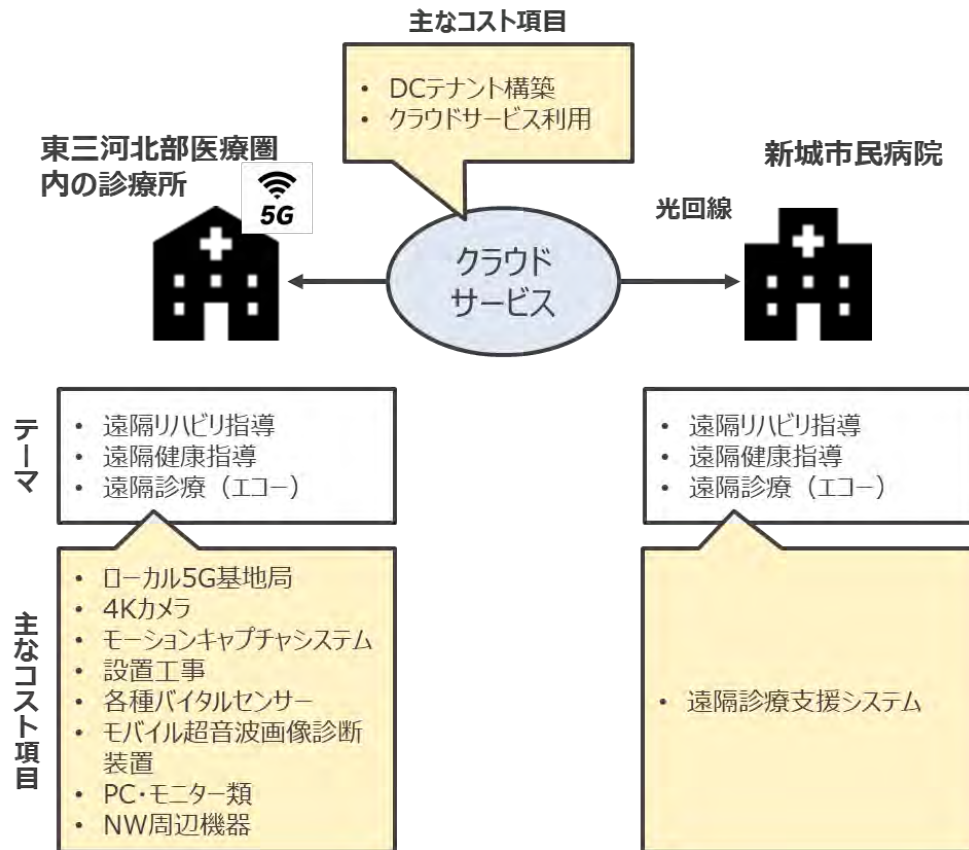 主なコスト項目
• DCテナント構築
• クラウドサービス利用
東三河北部医療圏
内の診療所
5G
新城市民病院
光回線
クラウド
サービス
テーマ
• 遠隔リハビリ指導
• 遠隔健康指導
• 遠隔診療（エコー）
• 遠隔リハビリ指導
• 遠隔健康指導
• 遠隔診療（エコー）
主なコスト項目
• ローカル5G基地局
• 4Kカメラ
• モーションキャプチャシステム
• 設置工事
• 各種バイタルセンサー
• モバイル超音波画像診断
装置
• PC・モニター類
• NW周辺機器
• 遠隔診療支援システム